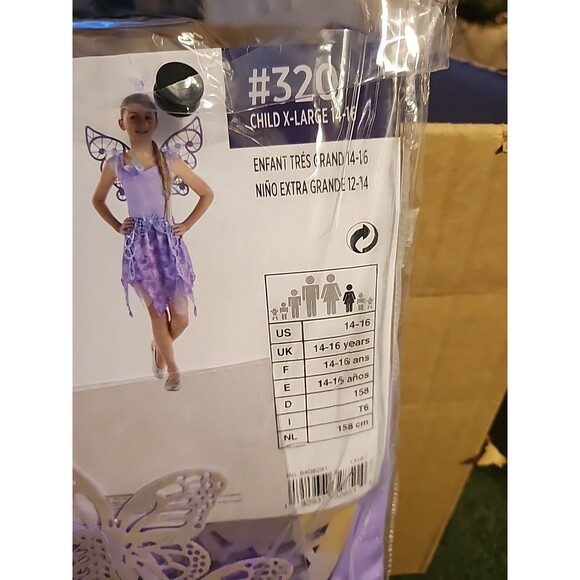 #320
CHILD X-LARGE 14-16
ENFANT TRÉS GRAND 14-16
NIÑO EXTRA GRANDE 12-14
US 14-16
UK 14-16 years
F 14-16 ans
E 14-16 años
D 158
I T6
NL 158 cm